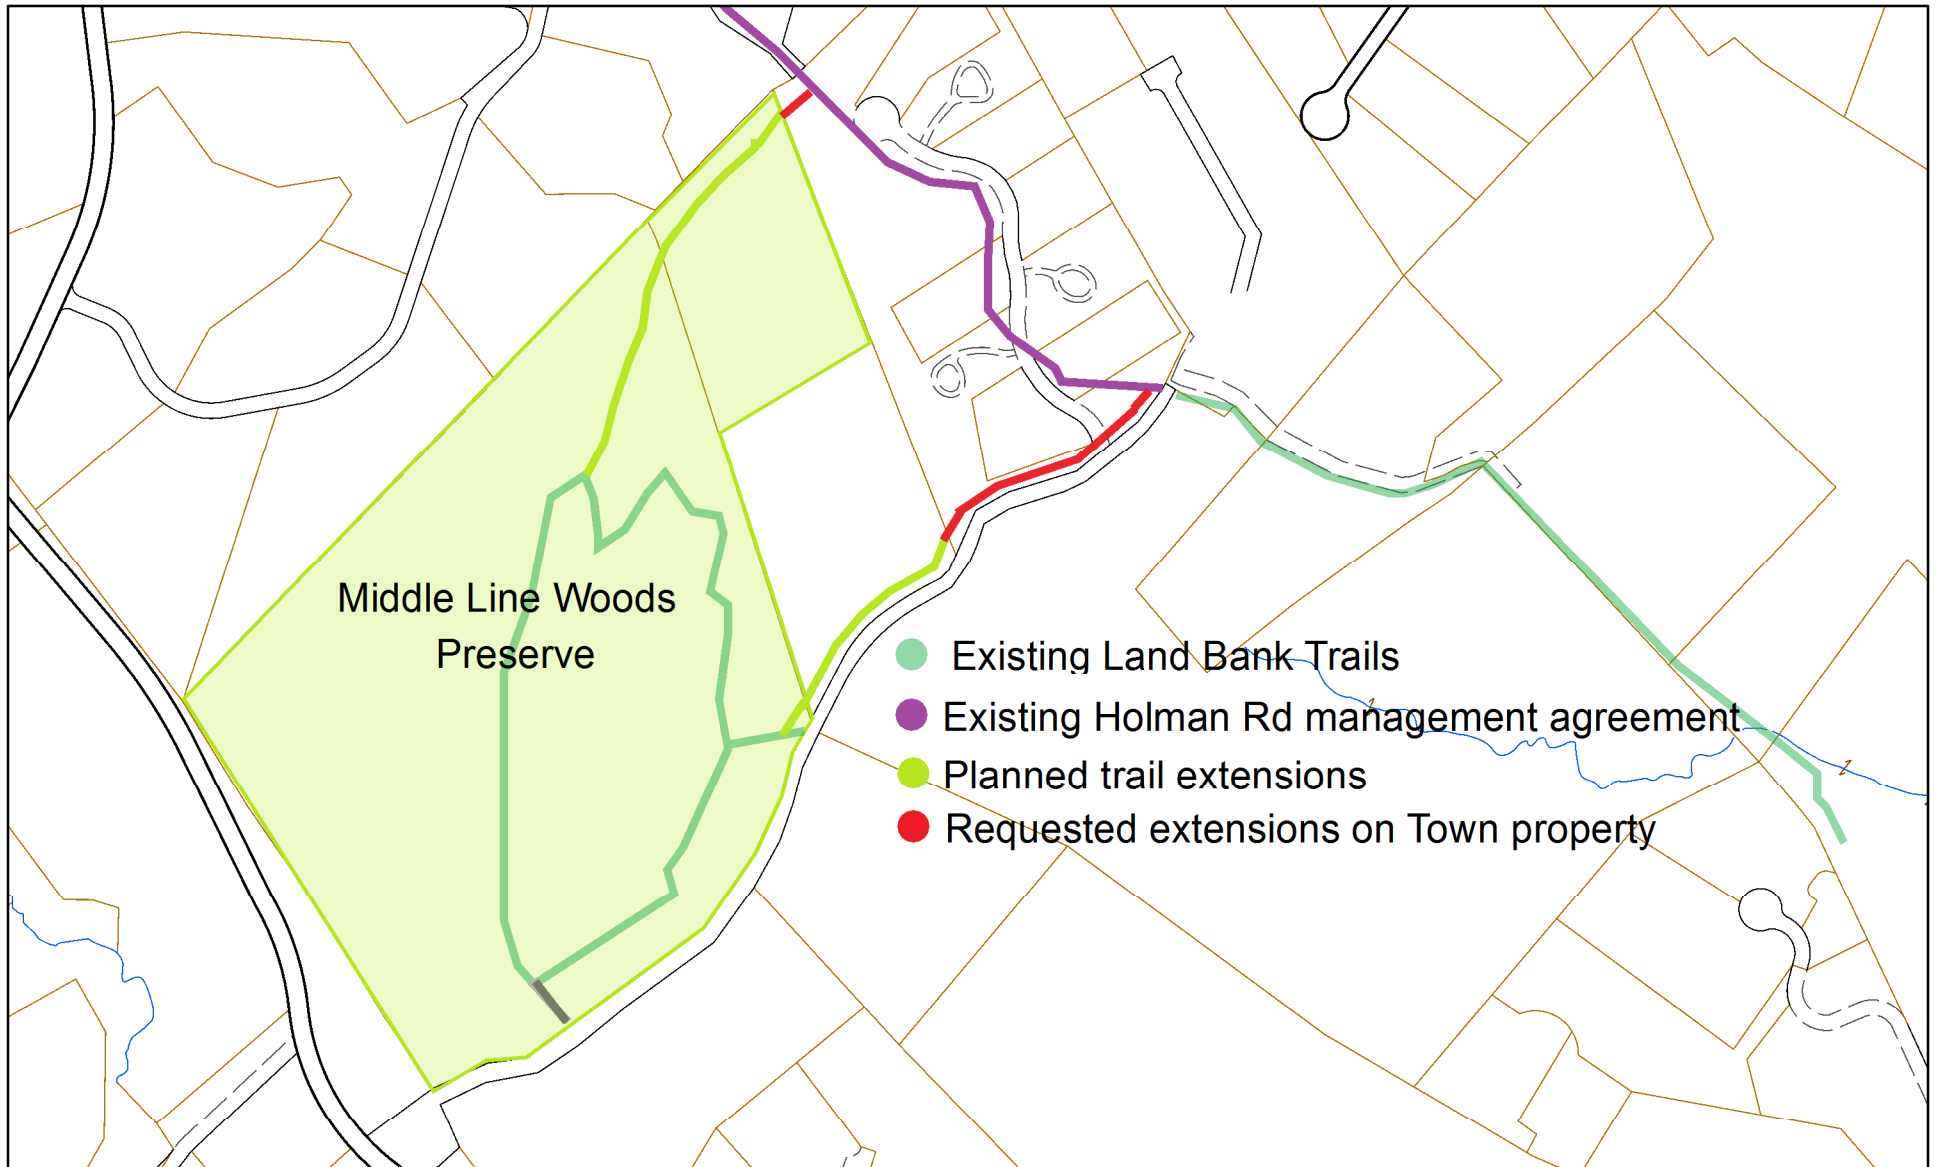 Middle Line Woods
Preserve
Existing Land Bank Trails
Existing Holman Rd management agreement
Planned trail extensions
Requested extensions on Town property